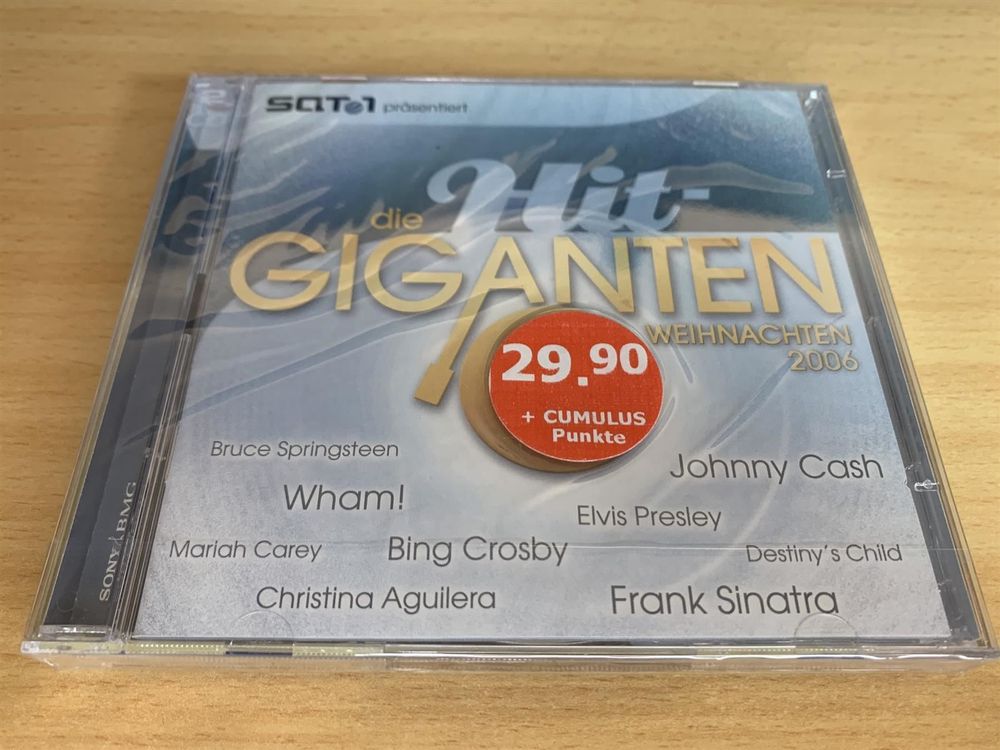 SAT.1 präsentiert
die Hit-
GIGANTEN
WEIHNACHTEN
2006
29.90
+ CUMULUS
Punkte
Bruce Springsteen
Johnny Cash
Wham!
Elvis Presley
Mariah Carey
Bing Crosby
Destiny's Child
Christina Aguilera
Frank Sinatra
SONY BMG